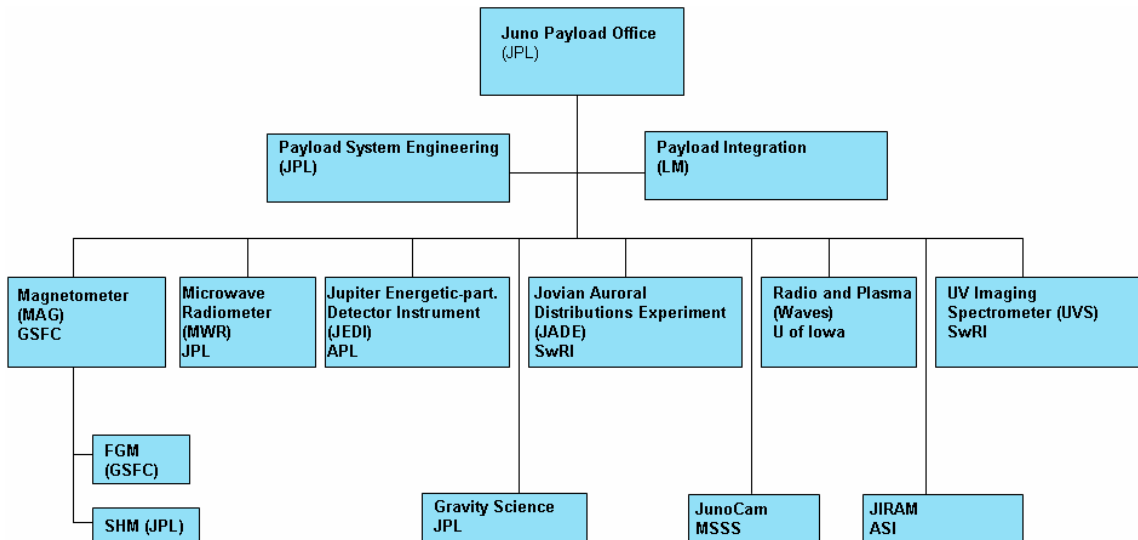 Juno Payload Office
(JPL)
Payload System Engineering
(JPL)
Payload Integration
(LM)
Magnetometer
(MAG)
GSFC
Microwave
Radiometer
(MWR)
JPL
Jupiter Energetic-part.
Detector Instrument
(JEDI)
APL
Jovian Auroral
Distributions Experiment
(JADE)
SwRI
Radio and Plasma
(Waves)
U of Iowa
UV Imaging
Spectrometer (UVS)
SwRI
FGM
(GSFC)
SHM (JPL)
Gravity Science
JPL
JunoCam
MSSS
JIRAM
ASI